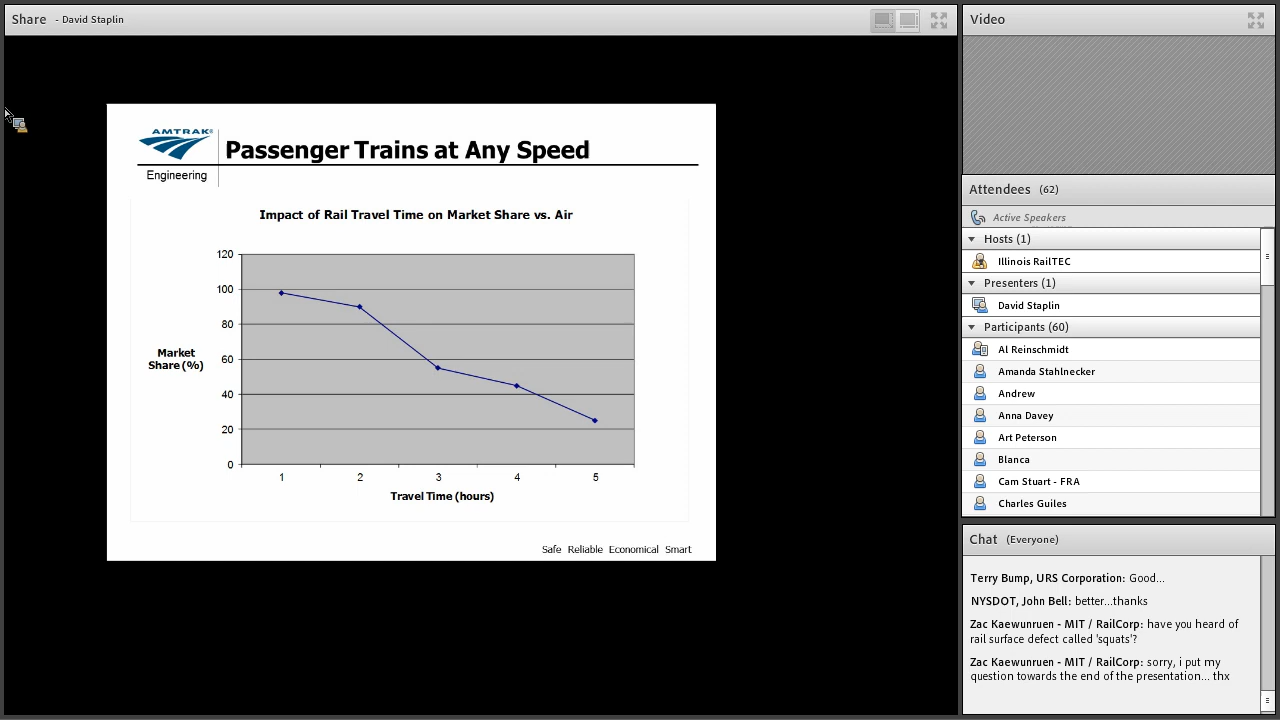 Share - David Staplin
AMTRAK®
Engineering
Passenger Trains at Any Speed
Impact of Rail Travel Time on Market Share vs. Air
120
100
80
60
40
20
0
Market
Share (%)
1 2 3 4 5
Travel Time (hours)
Safe Reliable Economical Smart
Video
Attendees (62)
Active Speakers
Hosts (1)
Illinois RailTEC
Presenters (1)
David Staplin
Participants (60)
Al Reinschmidt
Amanda Stahlnecker
Andrew
Anna Davey
Art Peterson
Blanca
Cam Stuart - FRA
Charles Guiles
Chat (Everyone)
Terry Bump, URS Corporation: Good...
NYSDOT, John Bell: better...thanks
Zac Kaewunruen - MIT / RailCorp: have you heard of
rail surface defect called 'squats'?
Zac Kaewunruen - MIT / RailCorp: sorry, i put my
question towards the end of the presentation... thx